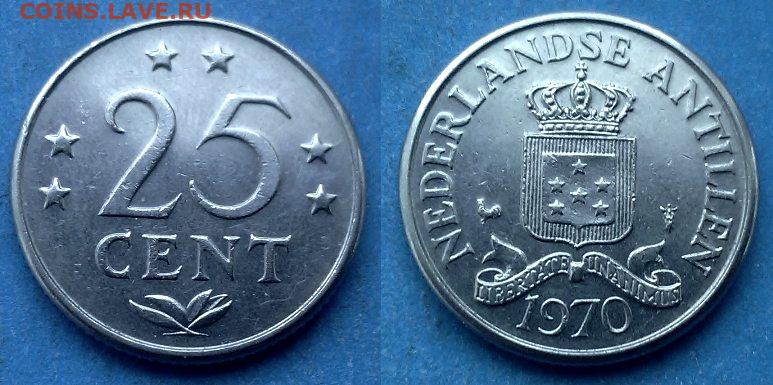 COINS.LAVE.RU
25
CENT
NEDERLANDSE ANTILLEN
LIBERTATE UNANIMUS
1970